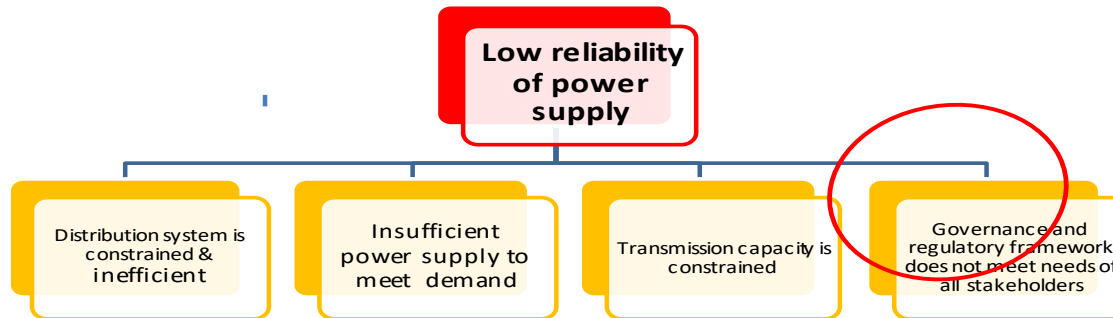 Low reliability
of power
supply
Distribution system is
constrained &
inefficient
Insufficient
power supply to
meet demand
Transmission capacity is
constrained
Governance and
regulatory framework
does not meet needs of
all stakeholders